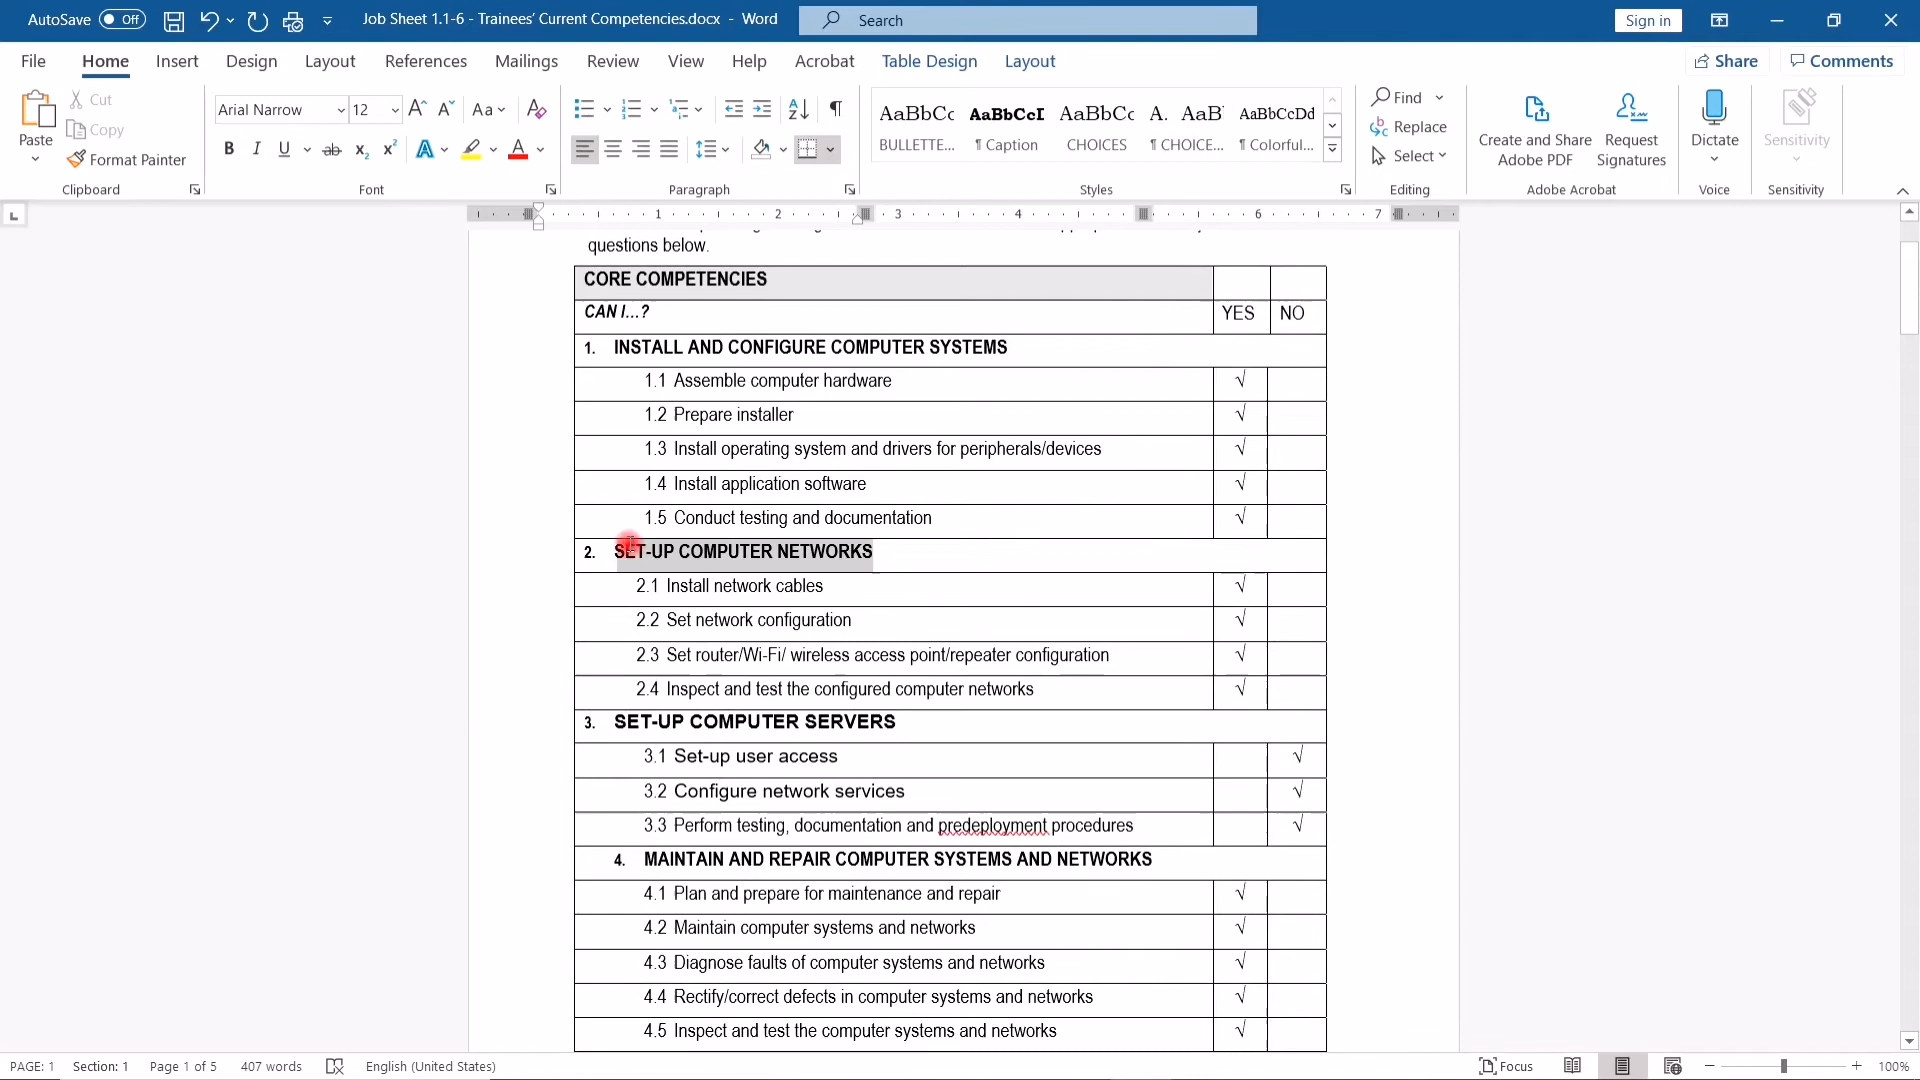 AutoSave Off Job Sheet 1.1-6 - Trainees' Current Competencies.docx - Word Search Sign in
File Home Insert Design Layout References Mailings Review View Help Acrobat Table Design Layout Share Comments
Paste
Cut
Copy
Format Painter
Clipboard
Arial Narrow 12
Font
Paragraph
AaBbCc BULLETTE...
AaBbCcI ¶ Caption
AaBbCc CHOICES
A. AaB ¶ CHOICE...
AaBbCcDd ¶ Colorful...
Styles
Find
Replace
Select
Editing
Create and Share Adobe PDF
Request Signatures
Adobe Acrobat
Dictate
Voice
Sensitivity
Sensitivity
1 2 3 4 6 7
questions below.
CORE COMPETENCIES
CAN I...? YES NO
1. INSTALL AND CONFIGURE COMPUTER SYSTEMS
1.1 Assemble computer hardware √
1.2 Prepare installer √
1.3 Install operating system and drivers for peripherals/devices √
1.4 Install application software √
1.5 Conduct testing and documentation √
2. SET-UP COMPUTER NETWORKS
2.1 Install network cables √
2.2 Set network configuration √
2.3 Set router/Wi-Fi/ wireless access point/repeater configuration √
2.4 Inspect and test the configured computer networks √
3. SET-UP COMPUTER SERVERS
3.1 Set-up user access √
3.2 Configure network services √
3.3 Perform testing, documentation and predeployment procedures √
4. MAINTAIN AND REPAIR COMPUTER SYSTEMS AND NETWORKS
4.1 Plan and prepare for maintenance and repair √
4.2 Maintain computer systems and networks √
4.3 Diagnose faults of computer systems and networks √
4.4 Rectify/correct defects in computer systems and networks √
4.5 Inspect and test the computer systems and networks √
PAGE: 1 Section: 1 Page 1 of 5 407 words English (United States) Focus 100%